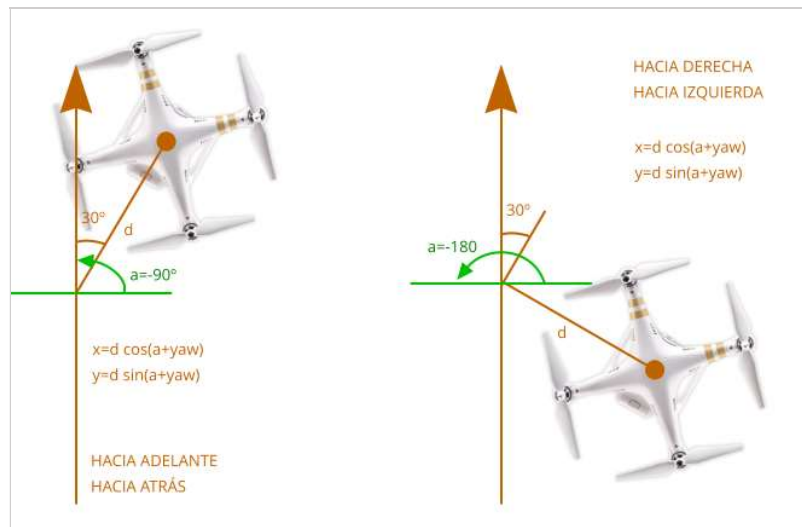 30º
d
a=-90º
x=d cos(a+yaw)
y=d sin(a+yaw)
HACIA ADELANTE
HACIA ATRÁS
HACIA DERECHA
HACIA IZQUIERDA
x=d cos(a+yaw)
y=d sin(a+yaw)
30º
a=-180
d